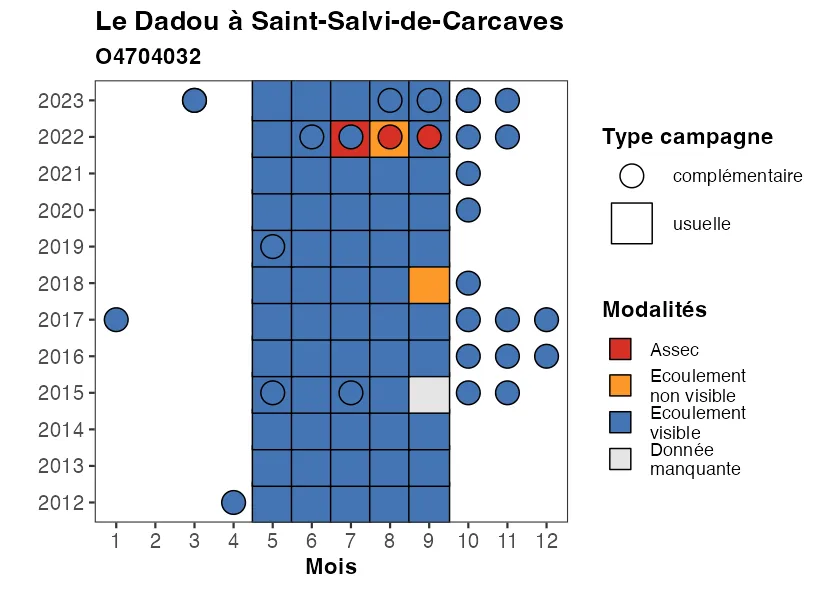 Le Dadou à Saint-Salvi-de-Carcaves
O4704032
2023
2022
2021
2020
2019
2018
2017
2016
2015
2014
2013
2012
1 2 3 4 5 6 7 8 9 10 11 12
Mois
Type campagne
complémentaire
usuelle
Modalités
Assec
Ecoulement
non visible
Ecoulement
visible
Donnée
manquante